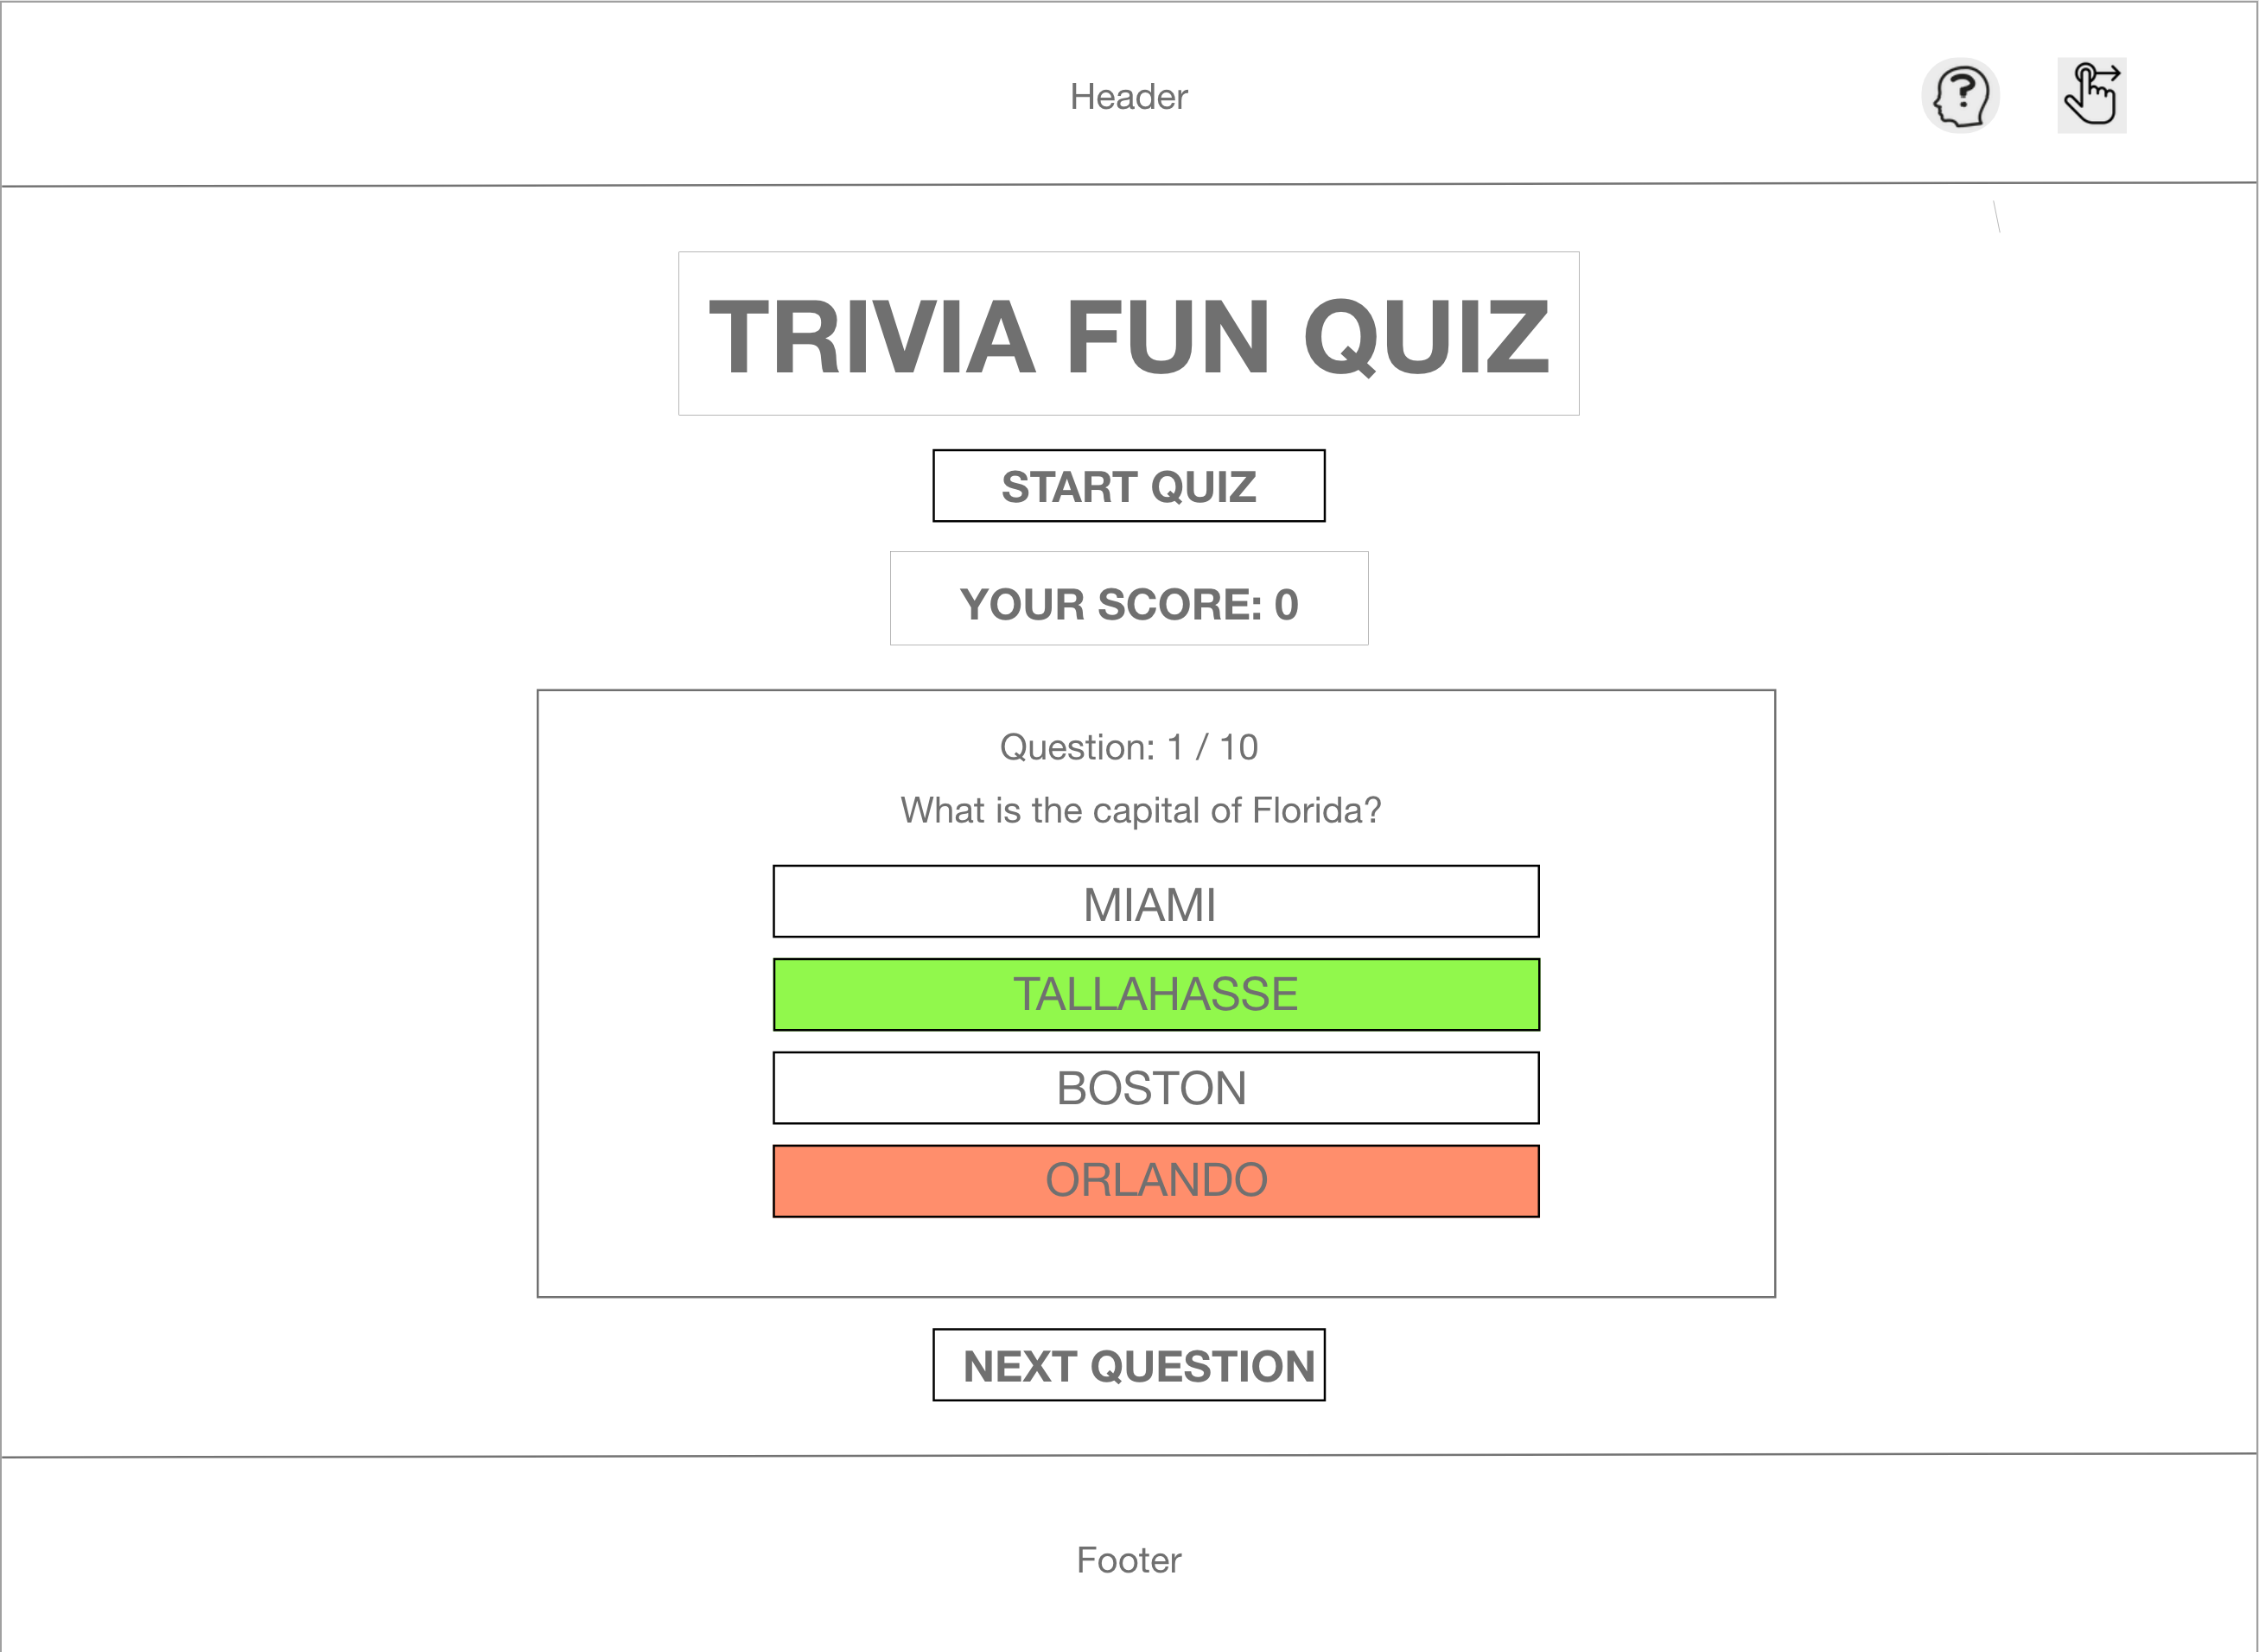 Header
?
TRIVIA FUN QUIZ
START QUIZ
YOUR SCORE: 0
Question: 1 / 10
What is the capital of Florida?
MIAMI
TALLAHASSE
BOSTON
ORLANDO
NEXT QUESTION
Footer